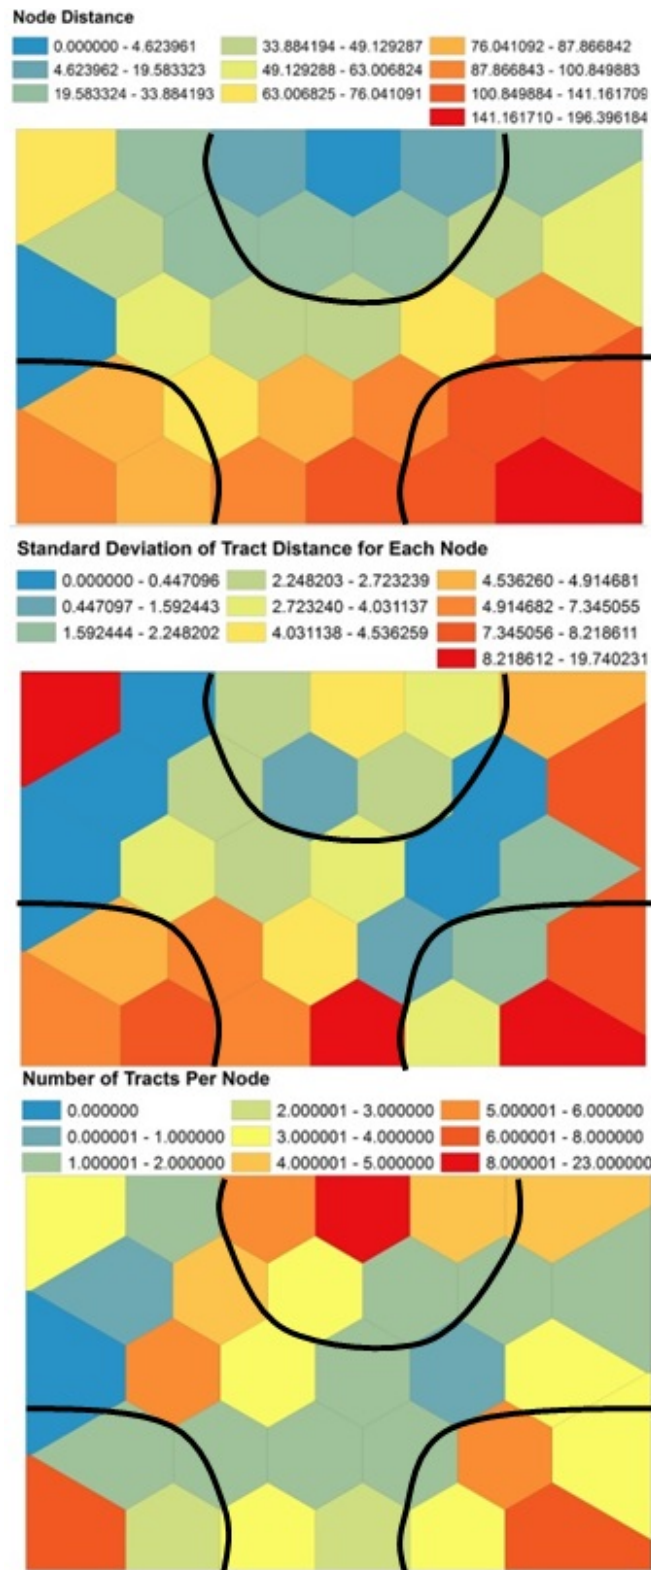 Node Distance
0.000000 - 4.623961 33.884194 - 49.129287 76.041092 - 87.866842
4.623962 - 19.583323 49.129288 - 63.006824 87.866843 - 100.849883
19.583324 - 33.884193 63.006825 - 76.041091 100.849884 - 141.161709
141.161710 - 196.396184
Standard Deviation of Tract Distance for Each Node
0.000000 - 0.447096 2.248203 - 2.723239 4.536260 - 4.914681
0.447097 - 1.592443 2.723240 - 4.031137 4.914682 - 7.345055
1.592444 - 2.248202 4.031138 - 4.536259 7.345056 - 8.218611
8.218612 - 19.740231
Number of Tracts Per Node
0.000000 2.000001 - 3.000000 5.000001 - 6.000000
0.000001 - 1.000000 3.000001 - 4.000000 6.000001 - 8.000000
1.000001 - 2.000000 4.000001 - 5.000000 8.000001 - 23.000000